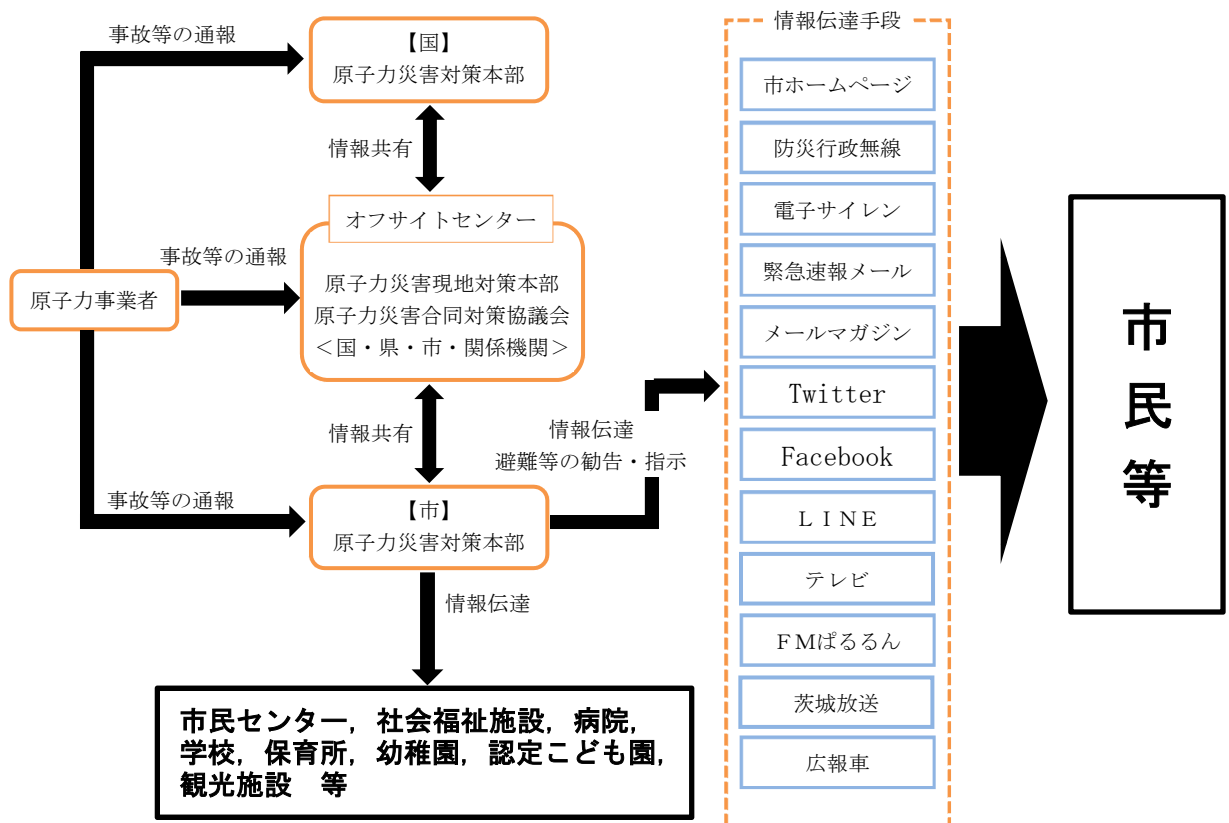 事故等の通報
【国】
原子力災害対策本部
情報共有
オフサイトセンター
事故等の通報
原子力事業者
原子力災害現地対策本部
原子力災害合同対策協議会
＜国・県・市・関係機関＞
情報共有
情報伝達
避難等の勧告・指示
事故等の通報
【市】
原子力災害対策本部
情報伝達
市民センター，社会福祉施設，病院，
学校，保育所，幼稚園，認定こども園，
観光施設　等
情報伝達手段
市ホームページ
防災行政無線
電子サイレン
緊急速報メール
メールマガジン
Twitter
Facebook
ＬＩＮＥ
テレビ
ＦＭぱるるん
茨城放送
広報車
市民等